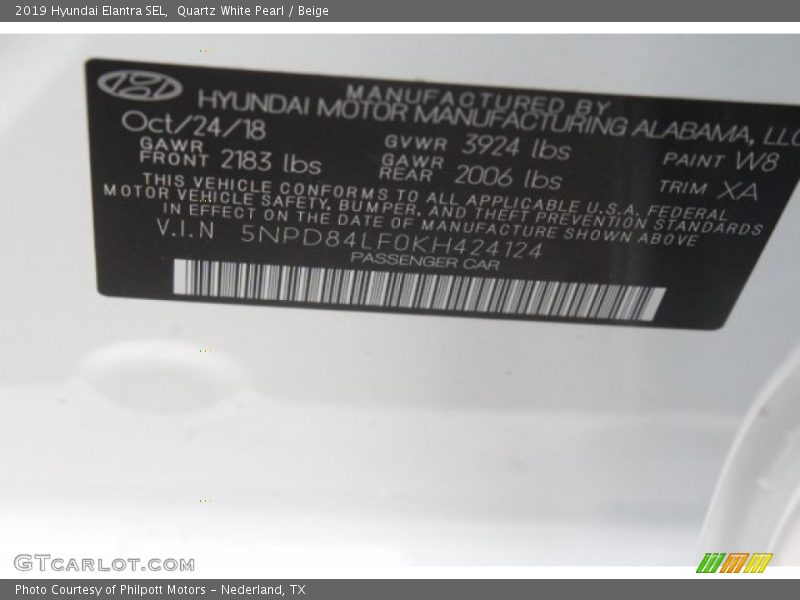 2019 Hyundai Elantra SEL,  Quartz White Pearl / Beige
MANUFACTURED BY
HYUNDAI MOTOR MANUFACTURING ALABAMA, LLC
Oct/24/18
GAWR FRONT 2183 lbs
GVWR 3924 lbs
GAWR REAR 2006 lbs
PAINT W8
TRIM XA
THIS VEHICLE CONFORMS TO ALL APPLICABLE U.S.A. FEDERAL
MOTOR VEHICLE SAFETY, BUMPER, AND THEFT PREVENTION STANDARDS
IN EFFECT ON THE DATE OF MANUFACTURE SHOWN ABOVE
V.I.N 5NPD84LF0KH424124
PASSENGER CAR
GTCARLOT.COM
Photo Courtesy of Philpott Motors - Nederland, TX